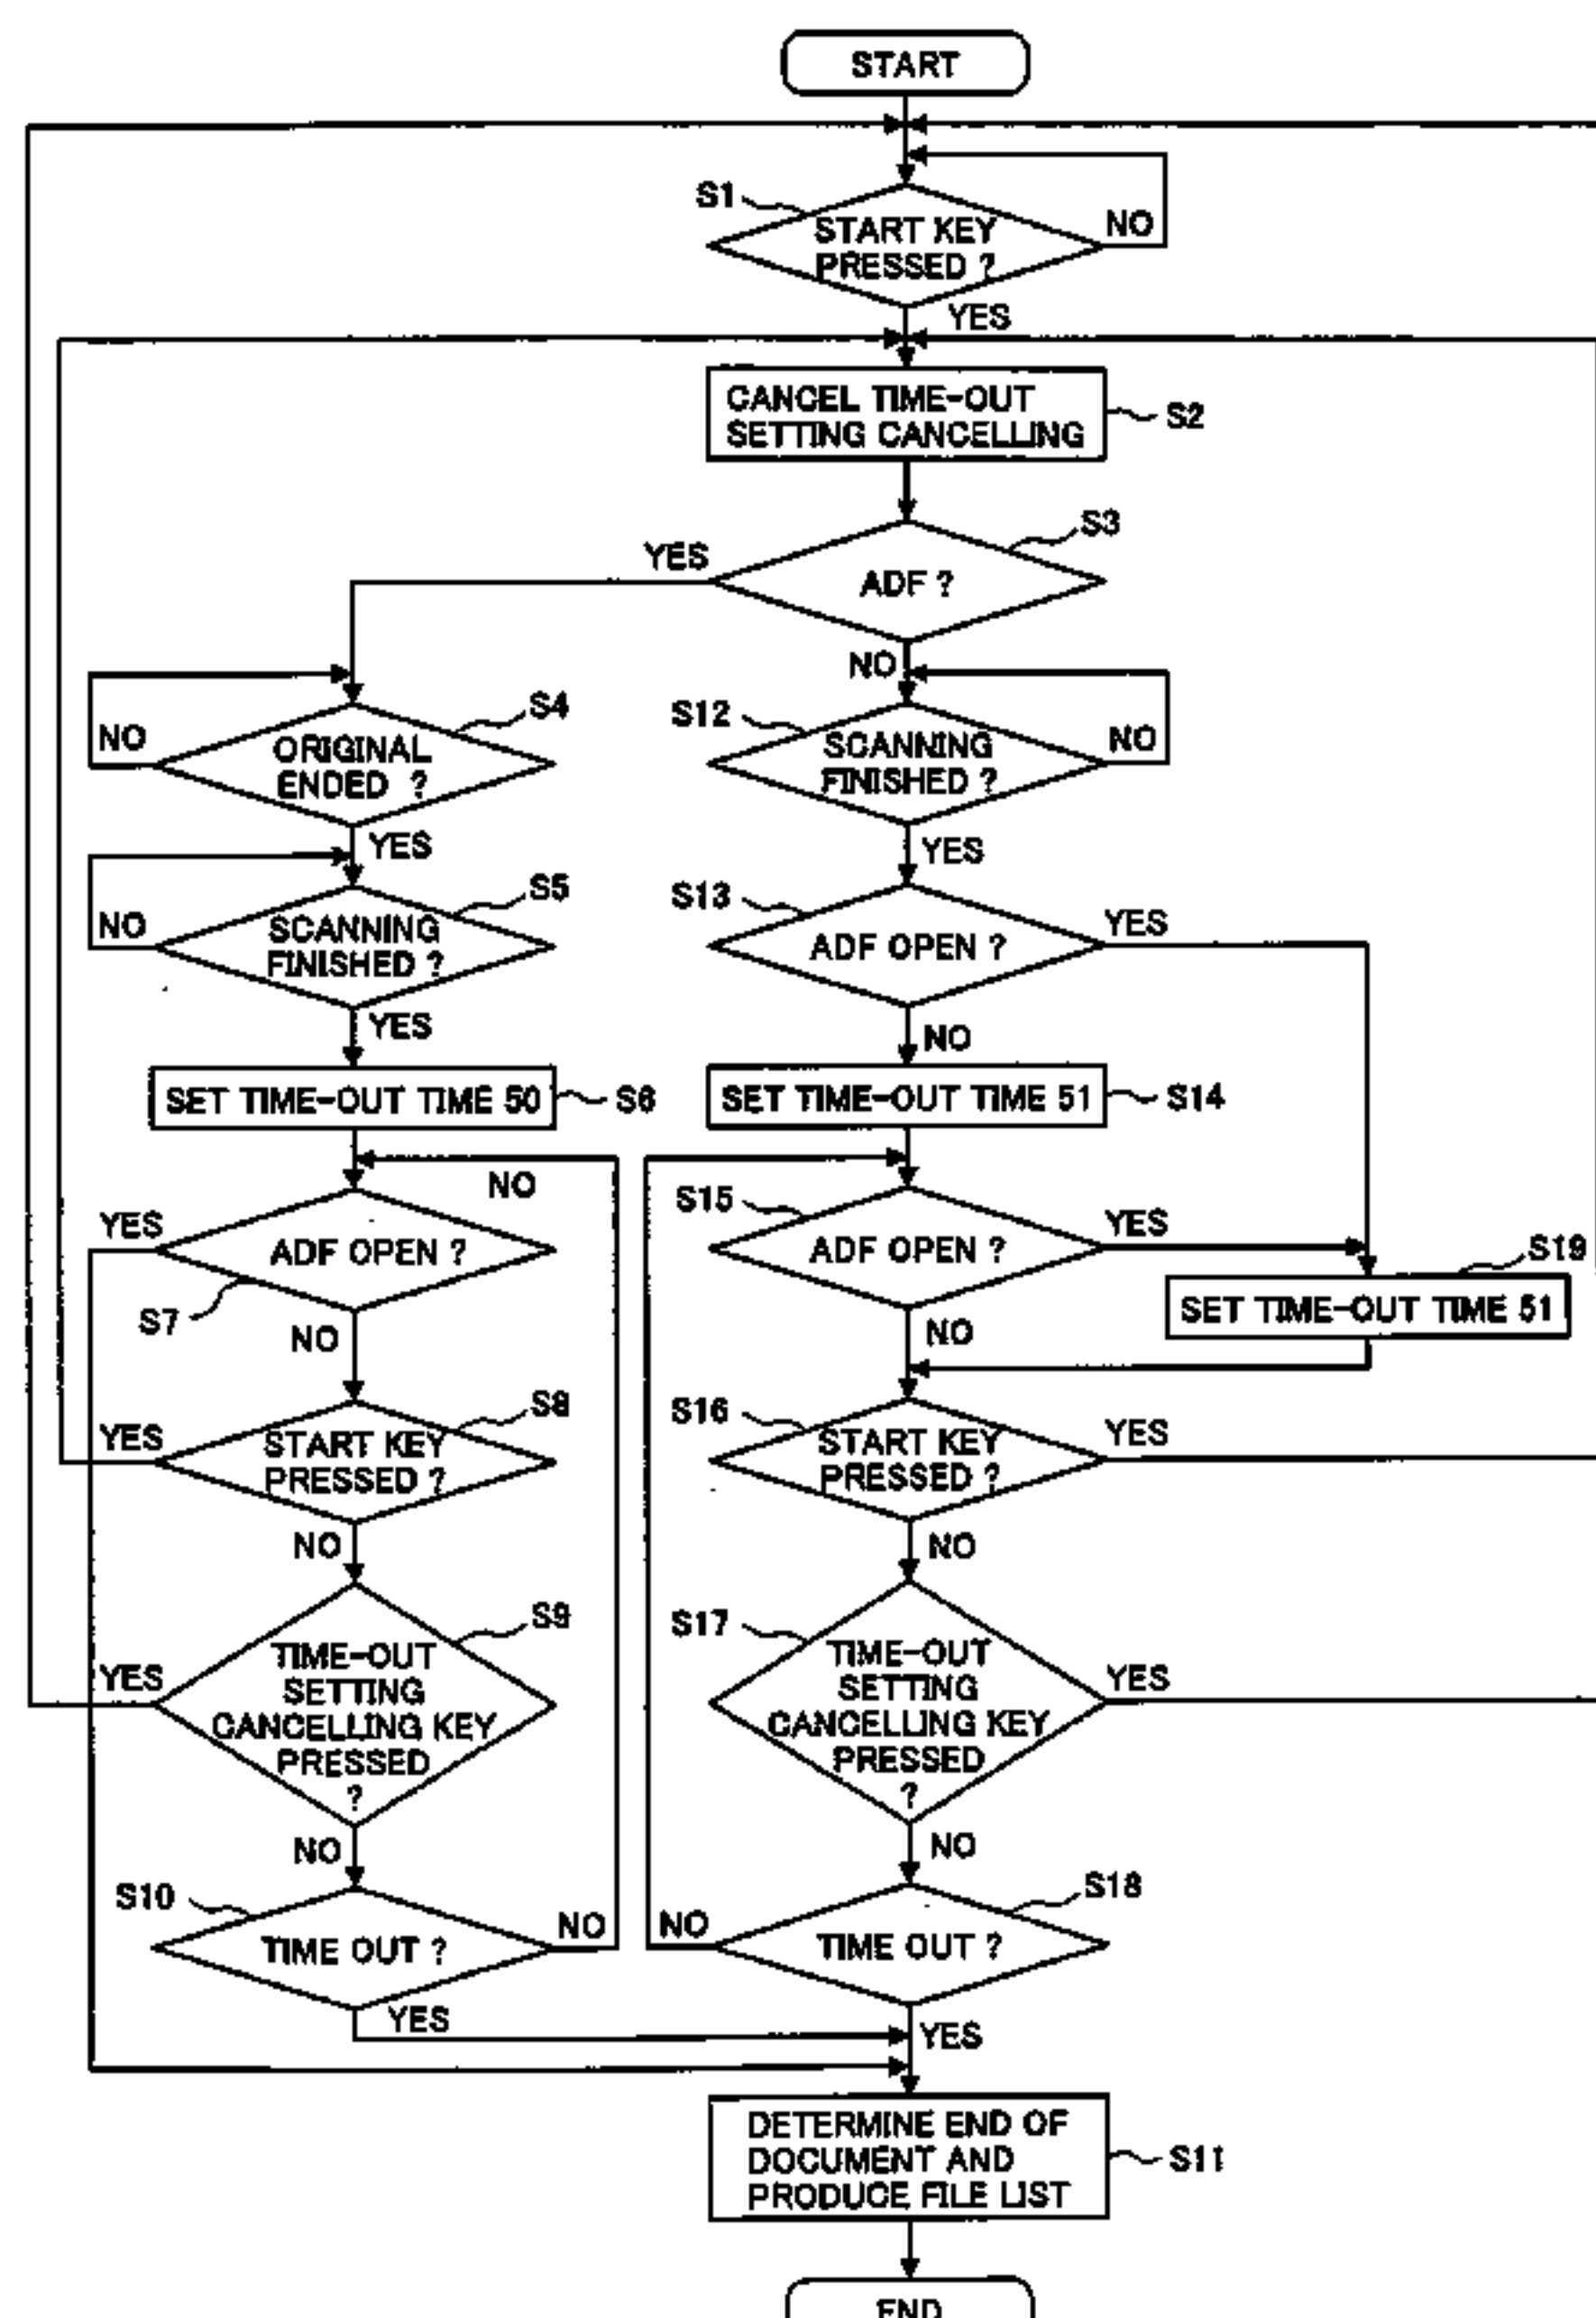 START
S1
START KEY
PRESSED ?
NO
YES
CANCEL TIME-OUT
SETTING CANCELLING
S2
S3
YES
ADF ?
NO
S4
NO
ORIGINAL
ENDED ?
YES
S12
SCANNING
FINISHED ?
NO
YES
S5
NO
SCANNING
FINISHED ?
YES
S13
ADF OPEN ?
YES
NO
SET TIME-OUT TIME 50
S6
SET TIME-OUT TIME 51
S14
NO
YES
ADF OPEN ?
S7
NO
S15
ADF OPEN ?
YES
NO
S19
SET TIME-OUT TIME 51
S8
YES
START KEY
PRESSED ?
NO
S16
START KEY
PRESSED ?
YES
NO
S9
YES
TIME-OUT
SETTING
CANCELLING KEY
PRESSED
?
NO
S17
TIME-OUT
SETTING
CANCELLING KEY
PRESSED
?
YES
NO
S10
TIME OUT ?
NO
YES
S18
NO
TIME OUT ?
YES
DETERMINE END OF
DOCUMENT AND
PRODUCE FILE LIST
S11
END